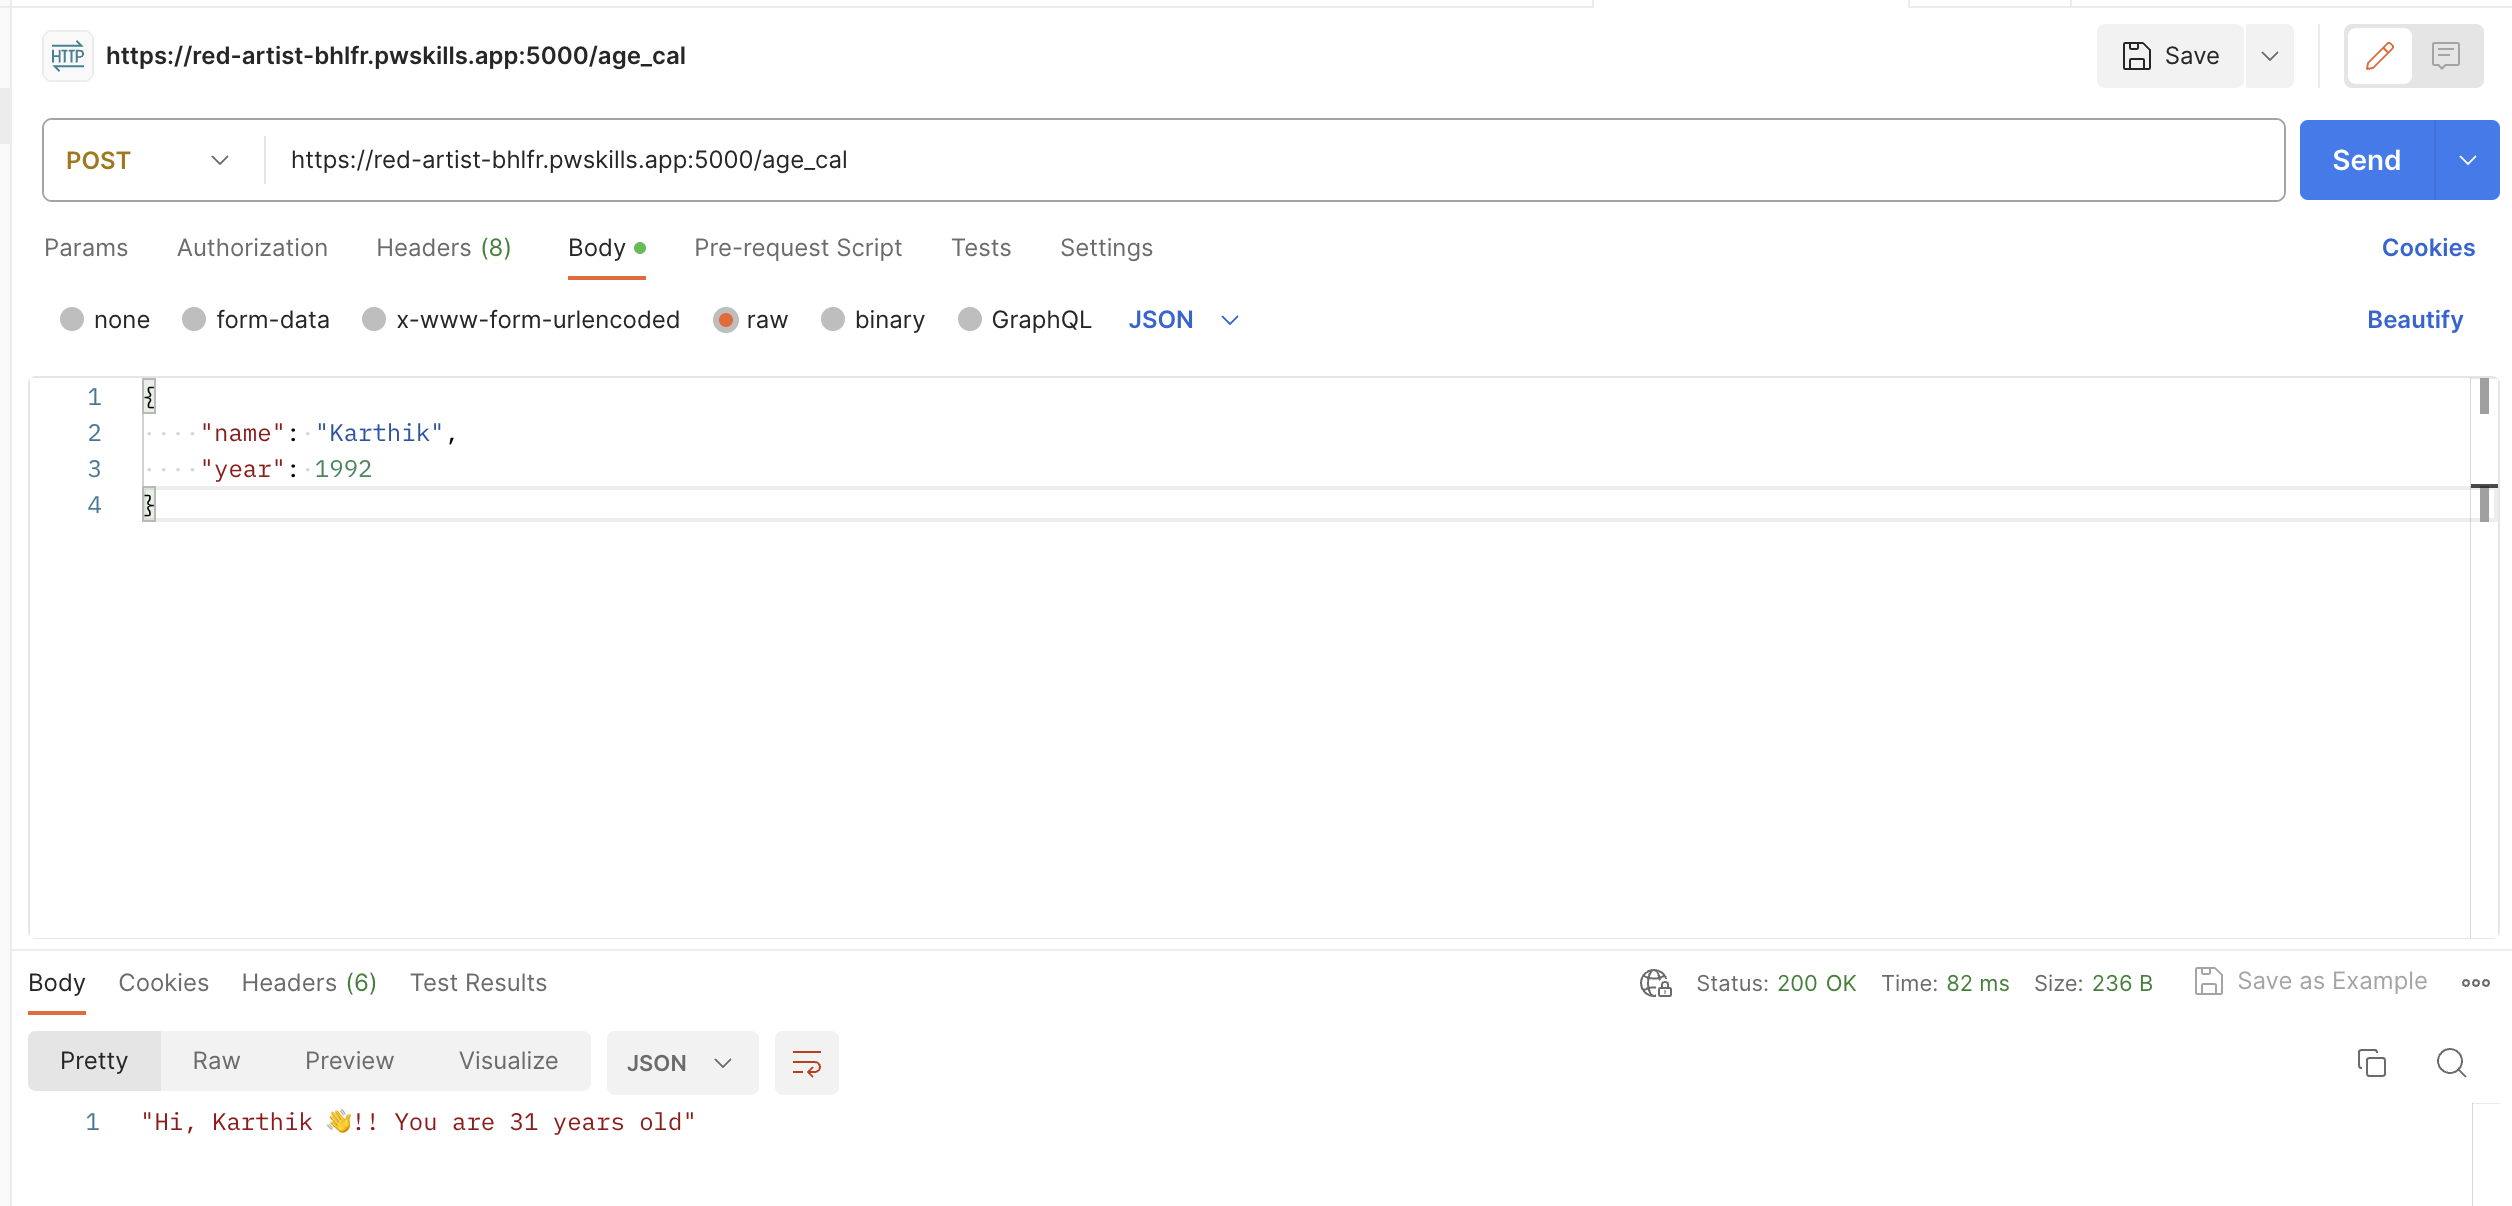 HTTP https://red-artist-bhlfr.pwskills.app:5000/age_cal Save
POST https://red-artist-bhlfr.pwskills.app:5000/age_cal Send
Params Authorization Headers (8) Body Pre-request Script Tests Settings Cookies
none form-data x-www-form-urlencoded raw binary GraphQL JSON Beautify
1 {
2 "name": "Karthik",
3 "year": 1992
4 }
Body Cookies Headers (6) Test Results Status: 200 OK Time: 82 ms Size: 236 B Save as Example
Pretty Raw Preview Visualize JSON
1 "Hi, Karthik 👋!! You are 31 years old"